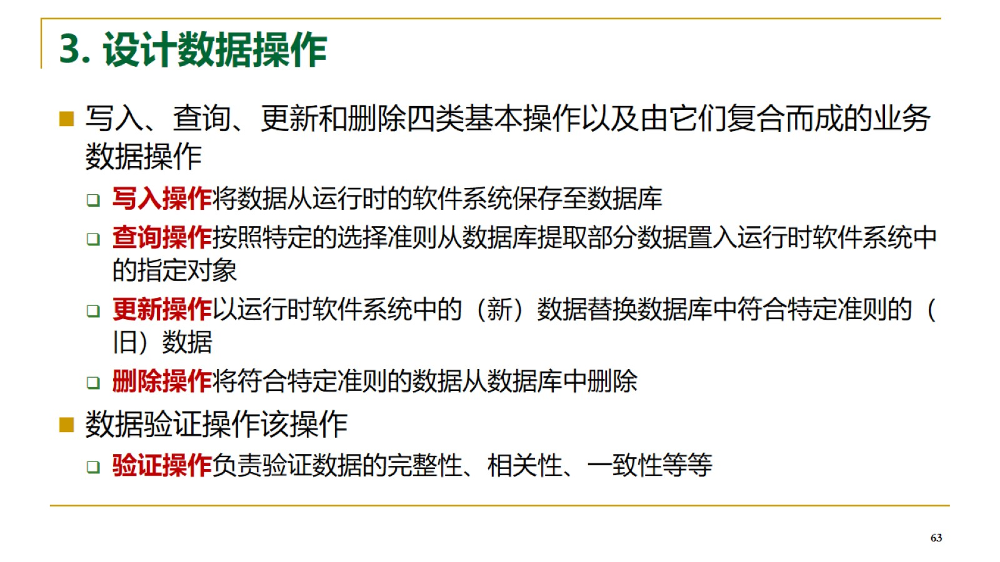 3. 设计数据操作
写入、查询、更新和删除四类基本操作以及由它们复合而成的业务
数据操作
写入操作将数据从运行时的软件系统保存至数据库
查询操作按照特定的选择准则从数据库提取部分数据置入运行时软件系统中
的指定对象
更新操作以运行时软件系统中的（新）数据替换数据库中符合特定准则的（
旧）数据
删除操作将符合特定准则的数据从数据库中删除
数据验证操作该操作
验证操作负责验证数据的完整性、相关性、一致性等等
63